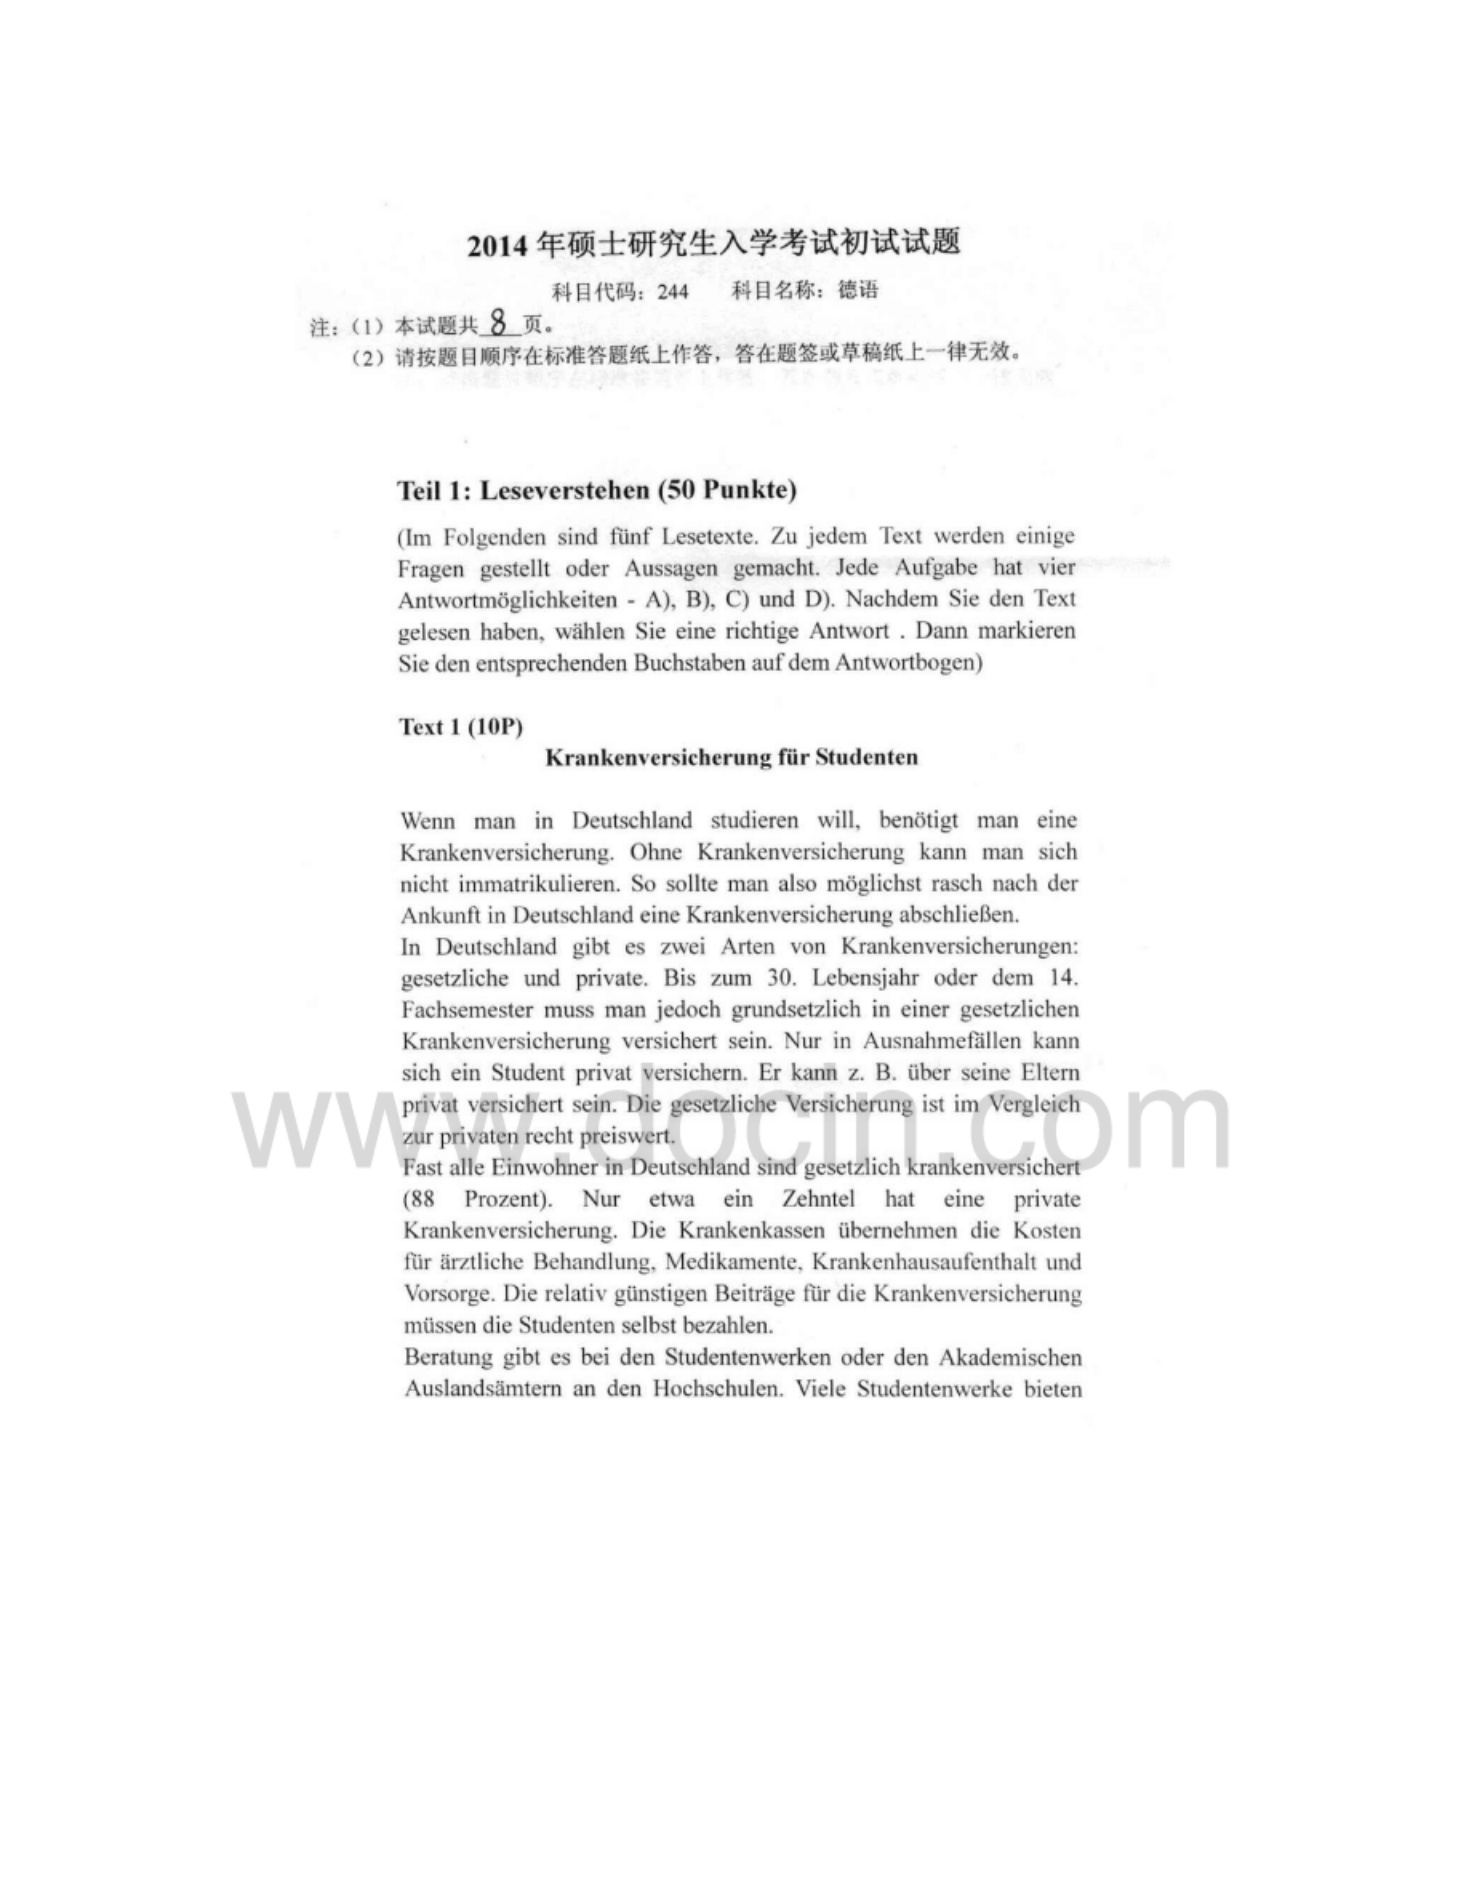 2014 年硕士研究生入学考试初试试题
科目代码：244 科目名称：德语
注：（1）本试题共 8 页。
（2）请按题目顺序在标准答题纸上作答，答在题签或草稿纸上一律无效。
Teil 1: Leseverstehen (50 Punkte)
(Im Folgenden sind fünf Lesetexte. Zu jedem Text werden einige
Fragen gestellt oder Aussagen gemacht. Jede Aufgabe hat vier
Antwortmöglichkeiten - A), B), C) und D). Nachdem Sie den Text
gelesen haben, wählen Sie eine richtige Antwort . Dann markieren
Sie den entsprechenden Buchstaben auf dem Antwortbogen)
Text 1 (10P)
Krankenversicherung für Studenten
Wenn man in Deutschland studieren will, benötigt man eine
Krankenversicherung. Ohne Krankenversicherung kann man sich
nicht immatrikulieren. So sollte man also möglichst rasch nach der
Ankunft in Deutschland eine Krankenversicherung abschließen.
In Deutschland gibt es zwei Arten von Krankenversicherungen:
gesetzliche und private. Bis zum 30. Lebensjahr oder dem 14.
Fachsemester muss man jedoch grundsetzlich in einer gesetzlichen
Krankenversicherung versichert sein. Nur in Ausnahmefällen kann
sich ein Student privat versichern. Er kann z. B. über seine Eltern
privat versichert sein. Die gesetzliche Versicherung ist im Vergleich
zur privaten recht preiswert.
www.docin.com
Fast alle Einwohner in Deutschland sind gesetzlich krankenversichert
(88 Prozent). Nur etwa ein Zehntel hat eine private
Krankenversicherung. Die Krankenkassen übernehmen die Kosten
für ärztliche Behandlung, Medikamente, Krankenhausaufenthalt und
Vorsorge. Die relativ günstigen Beiträge für die Krankenversicherung
müssen die Studenten selbst bezahlen.
Beratung gibt es bei den Studentenwerken oder den Akademischen
Auslandsämtern an den Hochschulen. Viele Studentenwerke bieten